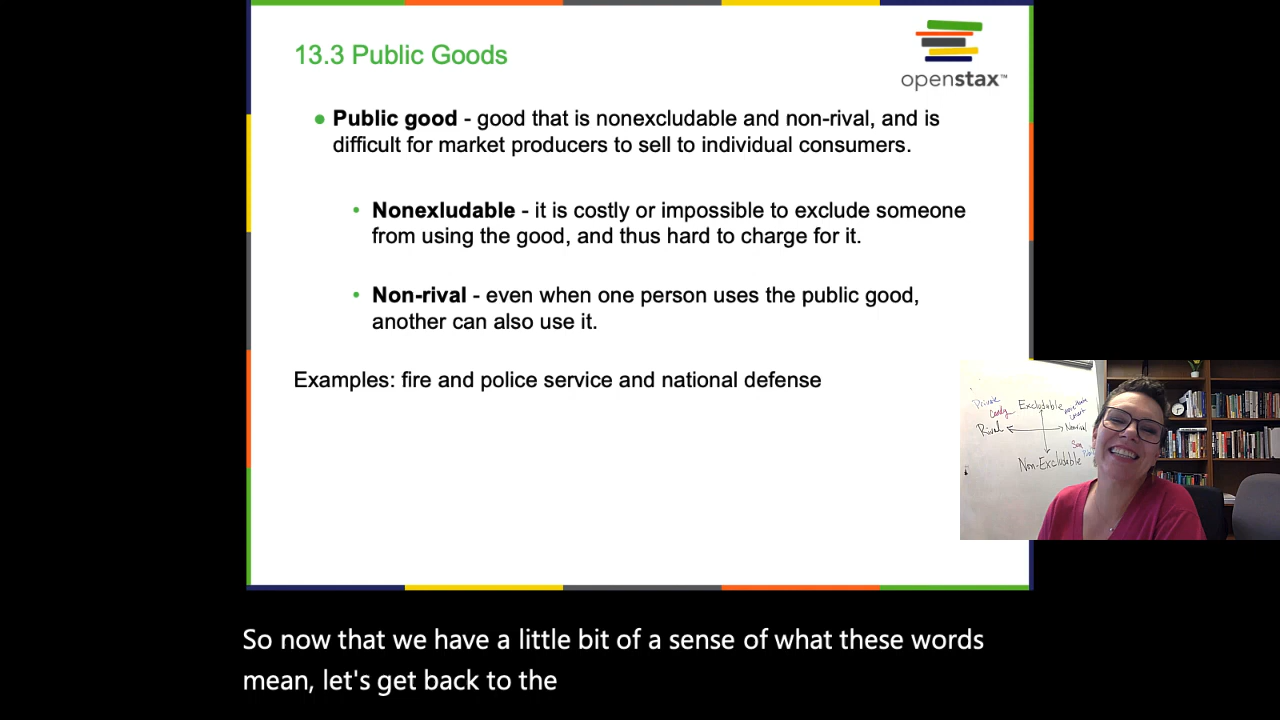 13.3 Public Goods
openstax™
● Public good - good that is nonexcludable and non-rival, and is
difficult for market producers to sell to individual consumers.
• Nonexludable - it is costly or impossible to exclude someone
from using the good, and thus hard to charge for it.
• Non-rival - even when one person uses the public good,
another can also use it.
Examples: fire and police service and national defense
Private
Excludable
Candy
Rival
Nonrival
Non-Excludable
So now that we have a little bit of a sense of what these words
mean, let's get back to the